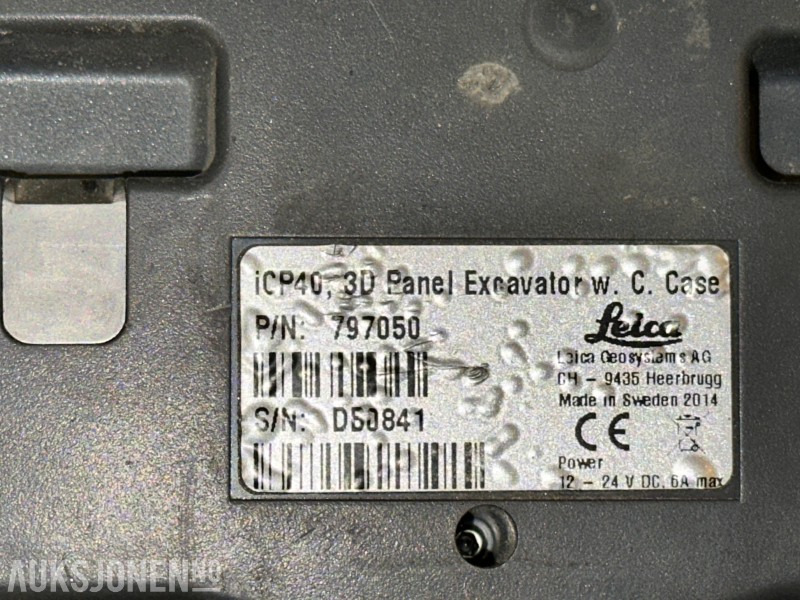 iCP40, 3D Panel Excavator w. C. Case
P/N: 797050
Leica
Leica Geosystems AG
CH - 9435 Heerbrugg
Made in Sweden 2014
S/N: D50841
CE
Power
12 - 24 V DC, 6A max
AUKSJONEN.NO